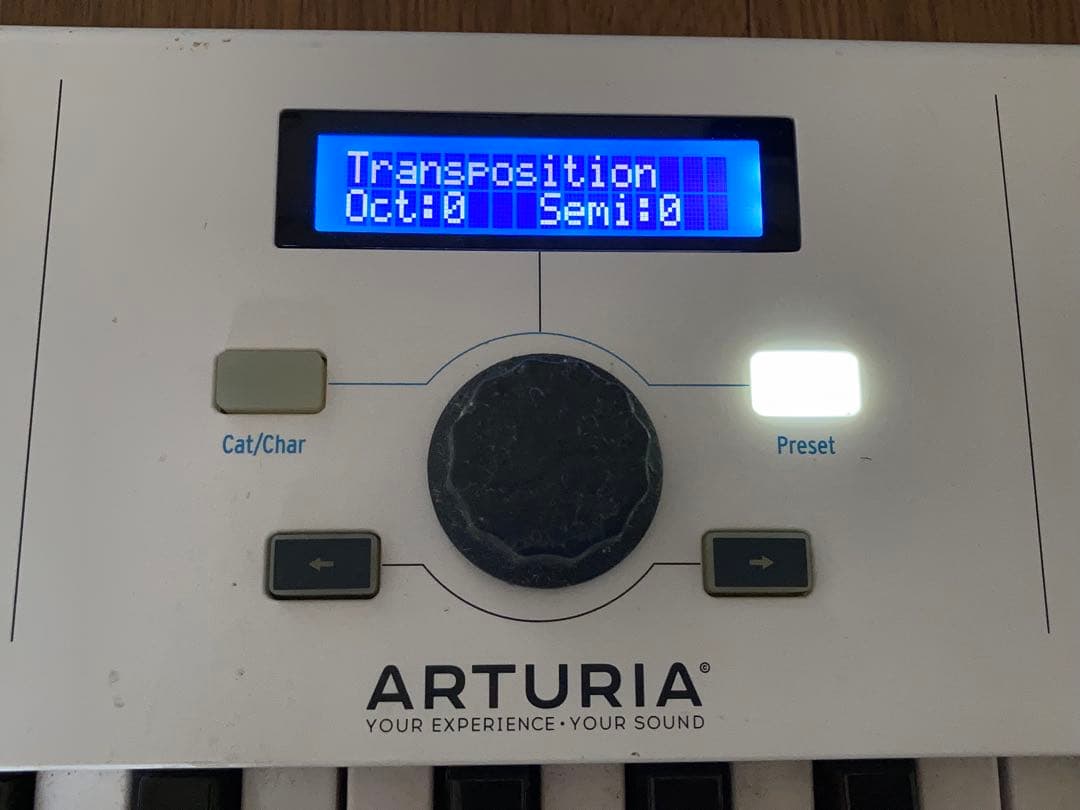 Transposition
Oct:0 Semi:0
Cat/Char
Preset
←
→
ARTURIA©
YOUR EXPERIENCE•YOUR SOUND